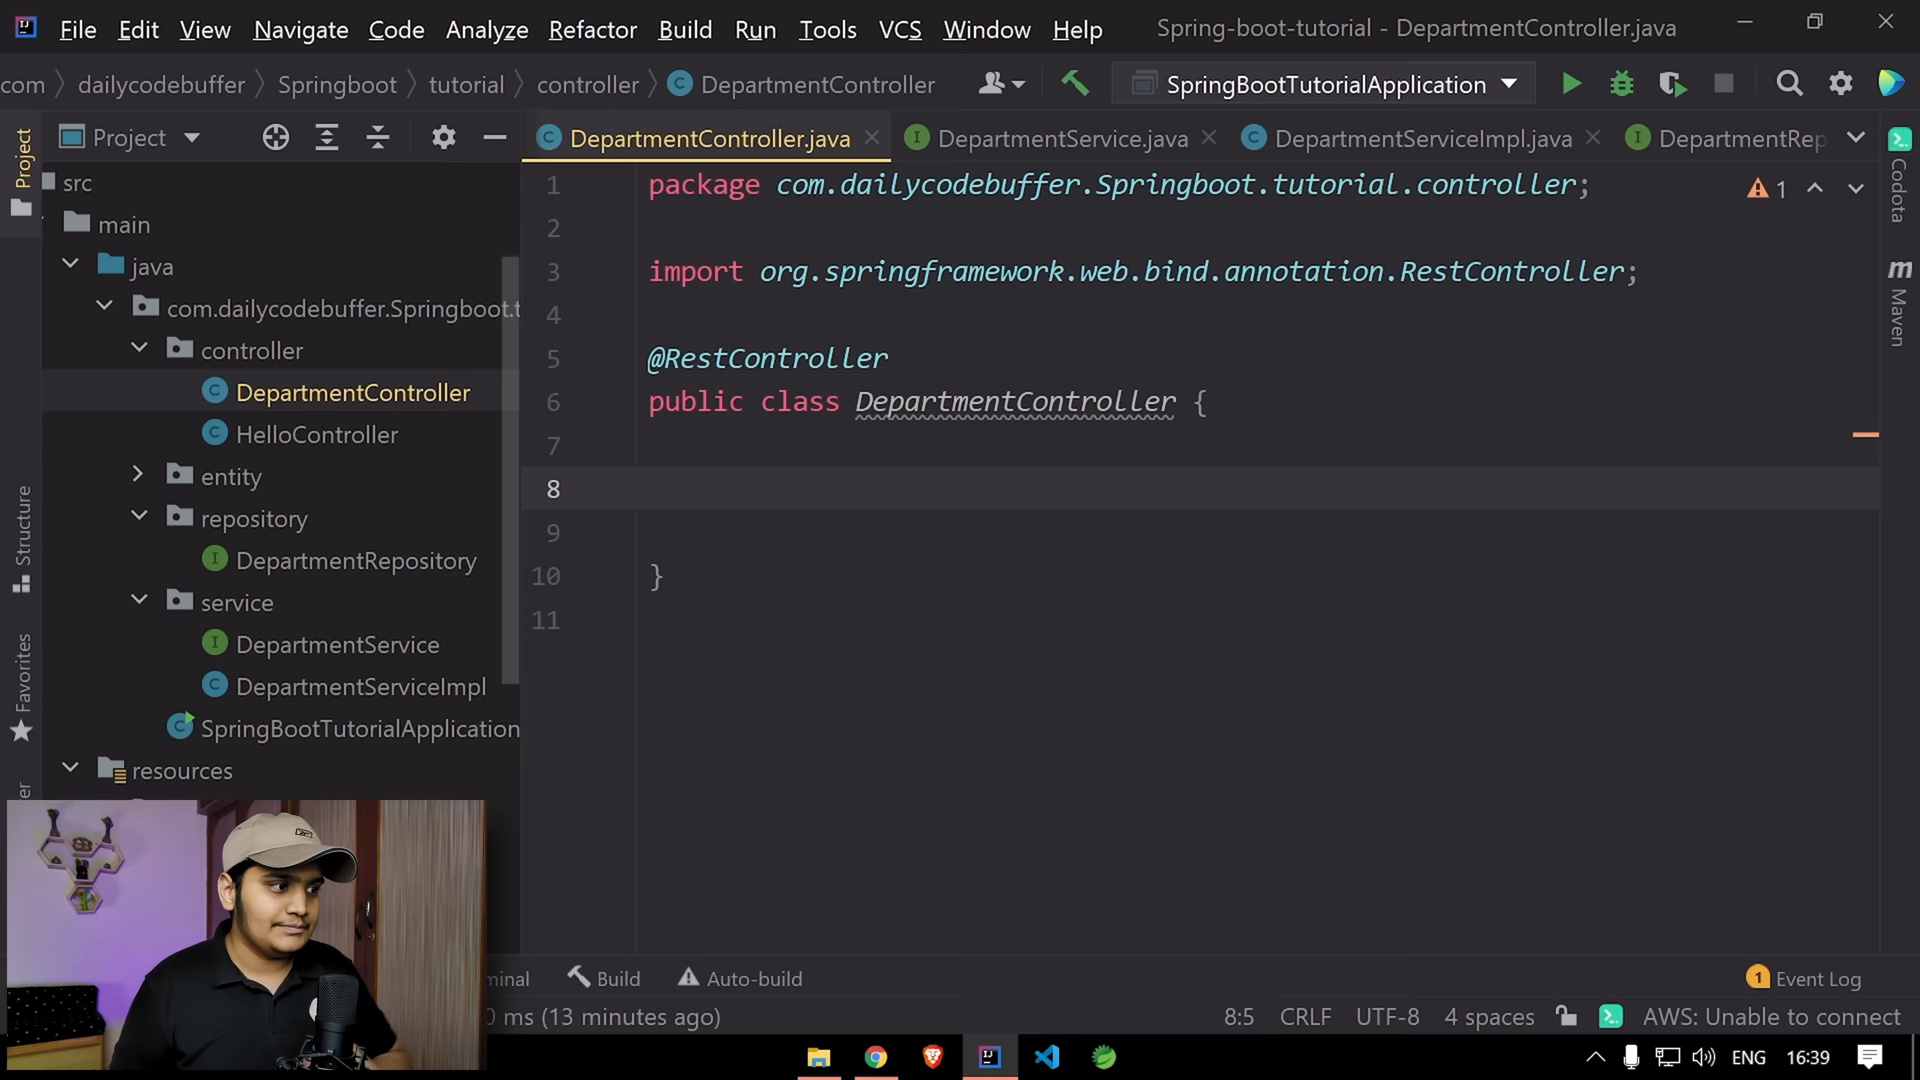 File Edit View Navigate Code Analyze Refactor Build Run Tools VCS Window Help Spring-boot-tutorial - DepartmentController.java
com dailycodebuffer Springboot tutorial controller DepartmentController SpringBootTutorialApplication
Project
DepartmentController.java DepartmentService.java DepartmentServiceImpl.java DepartmentRep
Project
Structure
Favorites
src
main
java
com.dailycodebuffer.Springboot.t
controller
DepartmentController
HelloController
entity
repository
DepartmentRepository
service
DepartmentService
DepartmentServiceImpl
SpringBootTutorialApplication
resources
1 package com.dailycodebuffer.Springboot.tutorial.controller;
2
3 import org.springframework.web.bind.annotation.RestController;
4
5 @RestController
6 public class DepartmentController {
7
8
9
10 }
11
1
Codota
m
Maven
minal Build Auto-build 1 Event Log
0 ms (13 minutes ago) 8:5 CRLF UTF-8 4 spaces AWS: Unable to connect
ENG 16:39